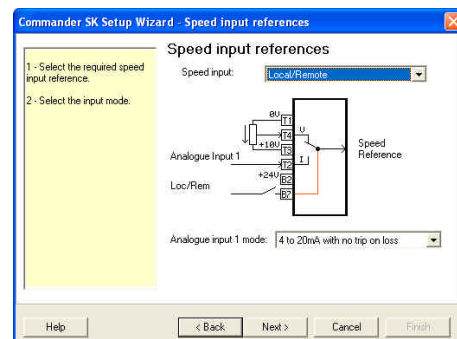 Commander SK Setup Wizard - Speed input references
1 - Select the required speed
input reference.
2 - Select the input mode.
Speed input references
Speed input: Local/Remote
0V T1
T4 V
+10V T3
Analogue Input 1 T2 I
Speed
Reference
+24V B2
Loc/Rem B7
Analogue input 1 mode: 4 to 20mA with no trip on loss
Help < Back Next > Cancel Finish